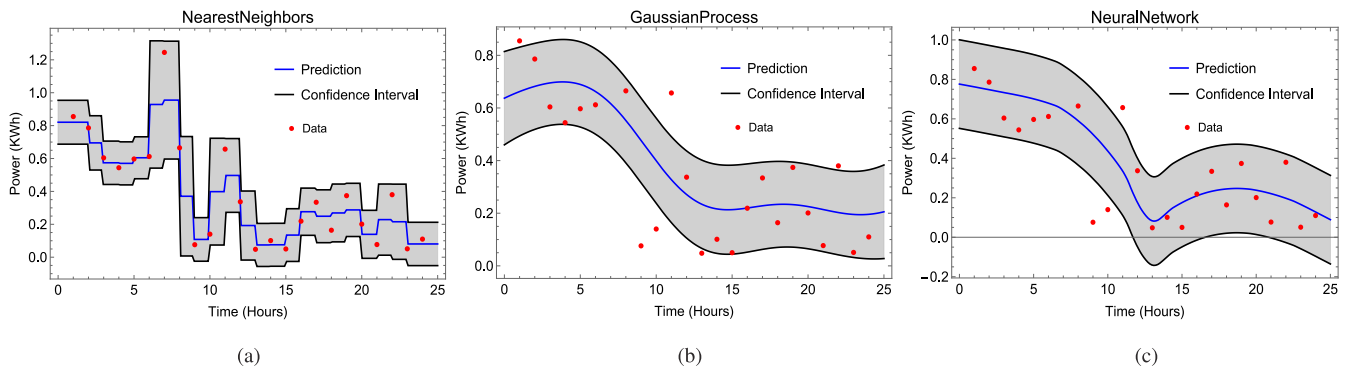 NearestNeighbors
Power (KWh)
1.2
1.0
0.8
0.6
0.4
0.2
0.0
Prediction
Confidence Interval
Data
0 5 10 15 20 25
Time (Hours)
(a)
GaussianProcess
Power (KWh)
0.8
0.6
0.4
0.2
0.0
Prediction
Confidence Interval
Data
0 5 10 15 20 25
Time (Hours)
(b)
NeuralNetwork
Power (KWh)
1.0
0.8
0.6
0.4
0.2
0.0
−0.2
Prediction
Confidence Interval
Data
0 5 10 15 20 25
Time (Hours)
(c)